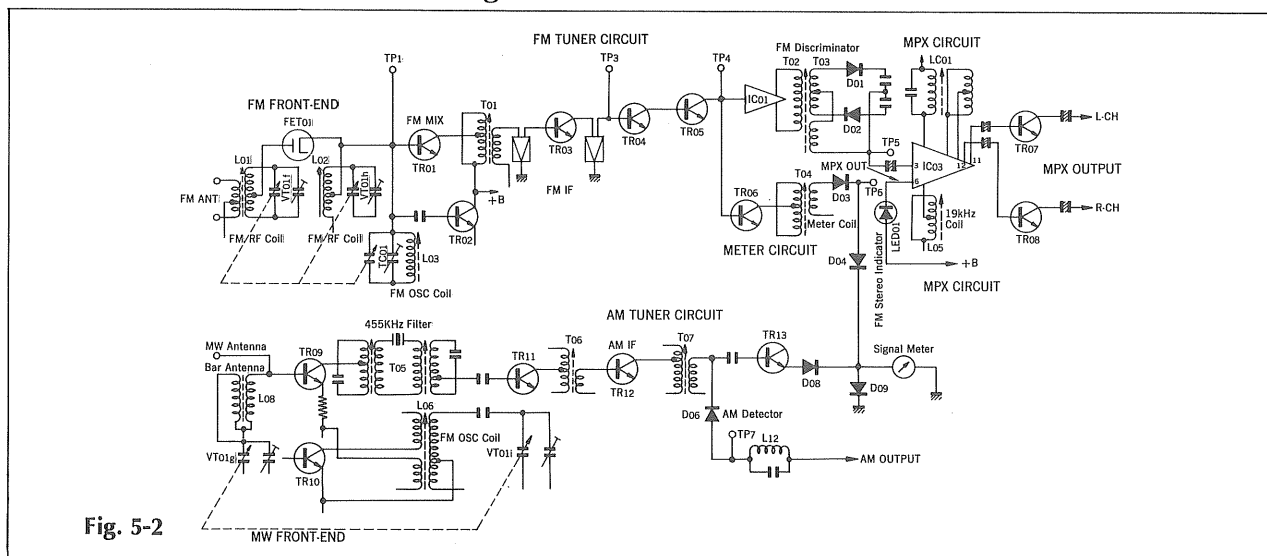 FM TUNER CIRCUIT
TP1
TP3
TP4
FM Discriminator
T02
T03
D01
D02
MPX CIRCUIT
LC01
FM FRONT-END
FET01
FM MIX
T01
TR01
TR03
TR04
TR05
IC01
TR07
L-CH
L01
VT01f
L02
VT01h
FM IF
MPX OUT
TP5
3
IC03
12
11
6
MPX OUTPUT
FM ANT
FM/RF Coil
FM/RF Coil
+B
TR02
TR06
T04
D03
TP6
Meter Coil
METER CIRCUIT
LED01
19kHz
Coil
L05
TR08
R-CH
TC01
L03
FM OSC Coil
D04
FM Stereo Indicator
+B
MPX CIRCUIT
AM TUNER CIRCUIT
455KHz Filter
MW Antenna
Bar Antenna
TR09
T05
TR11
T06
AM IF
TR12
T07
TR13
D08
Signal Meter
D09
L08
L06
FM OSC Coil
VT01g
TR10
VT01i
D06
AM Detector
TP7
L12
AM OUTPUT
Fig. 5-2
MW FRONT-END